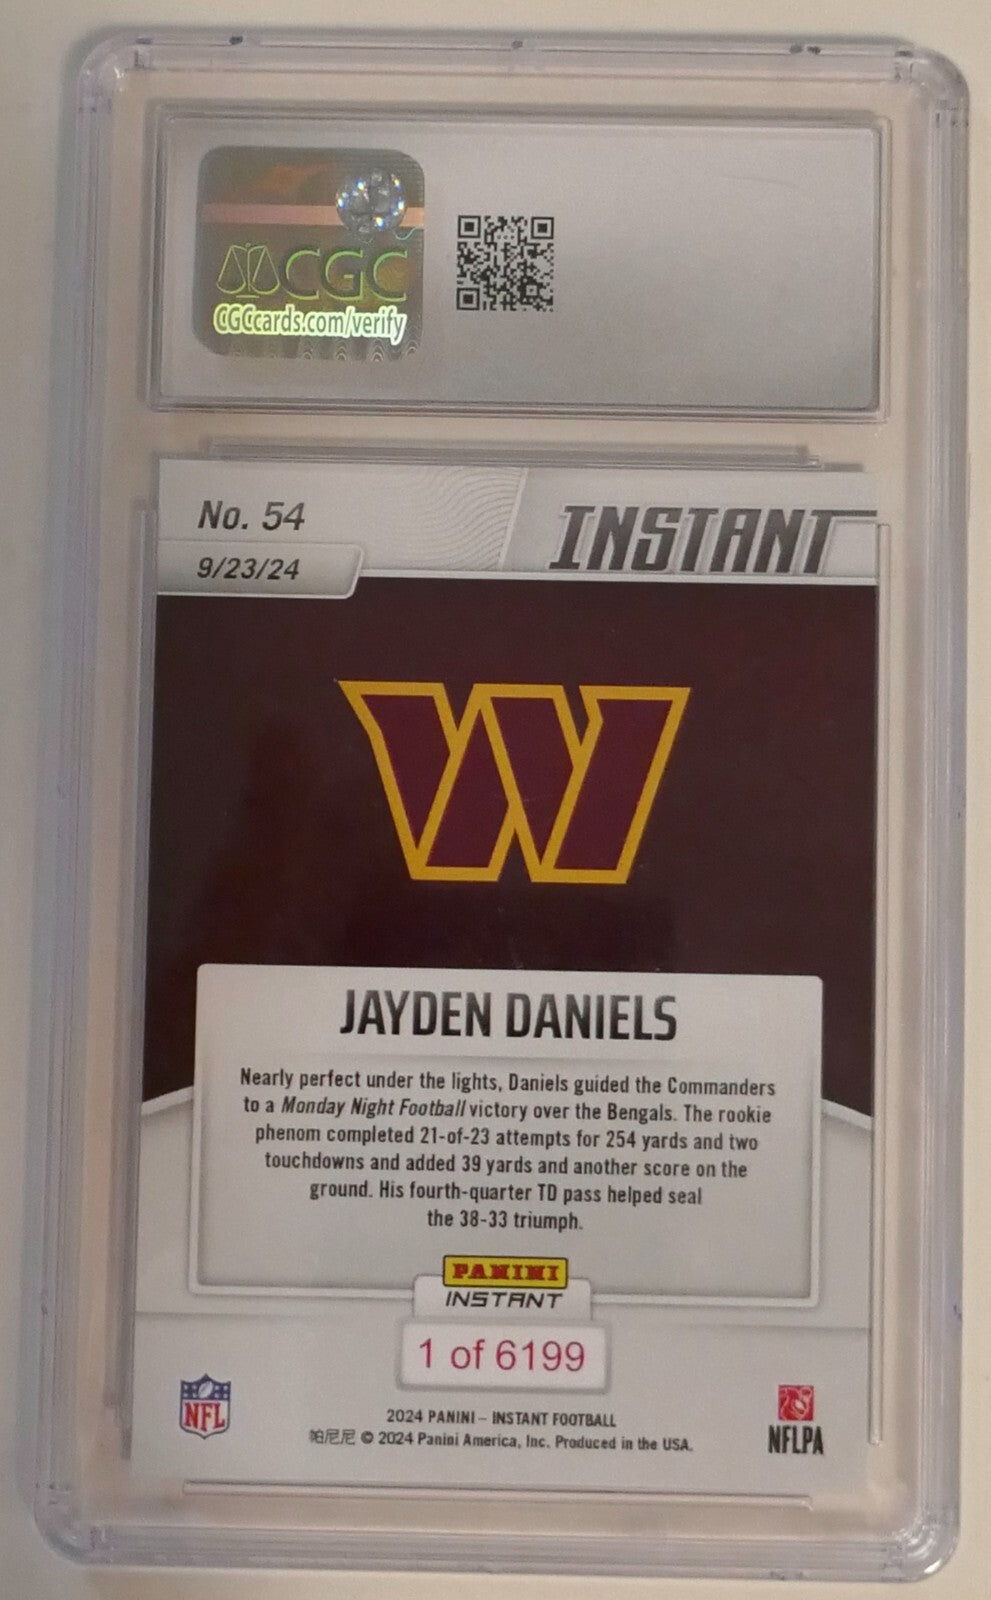 CGC
CGCcards.com/verify
No. 54
INSTANT
9/23/24
W
JAYDEN DANIELS
Nearly perfect under the lights, Daniels guided the Commanders
to a Monday Night Football victory over the Bengals. The rookie
phenom completed 21-of-23 attempts for 254 yards and two
touchdowns and added 39 yards and another score on the
ground. His fourth-quarter TD pass helped seal
the 38-33 triumph.
PANINI
INSTANT
1 of 6199
NFL
2024 PANINI – INSTANT FOOTBALL
帕尼尼 © 2024 Panini America, Inc. Produced in the USA.
NFLPA